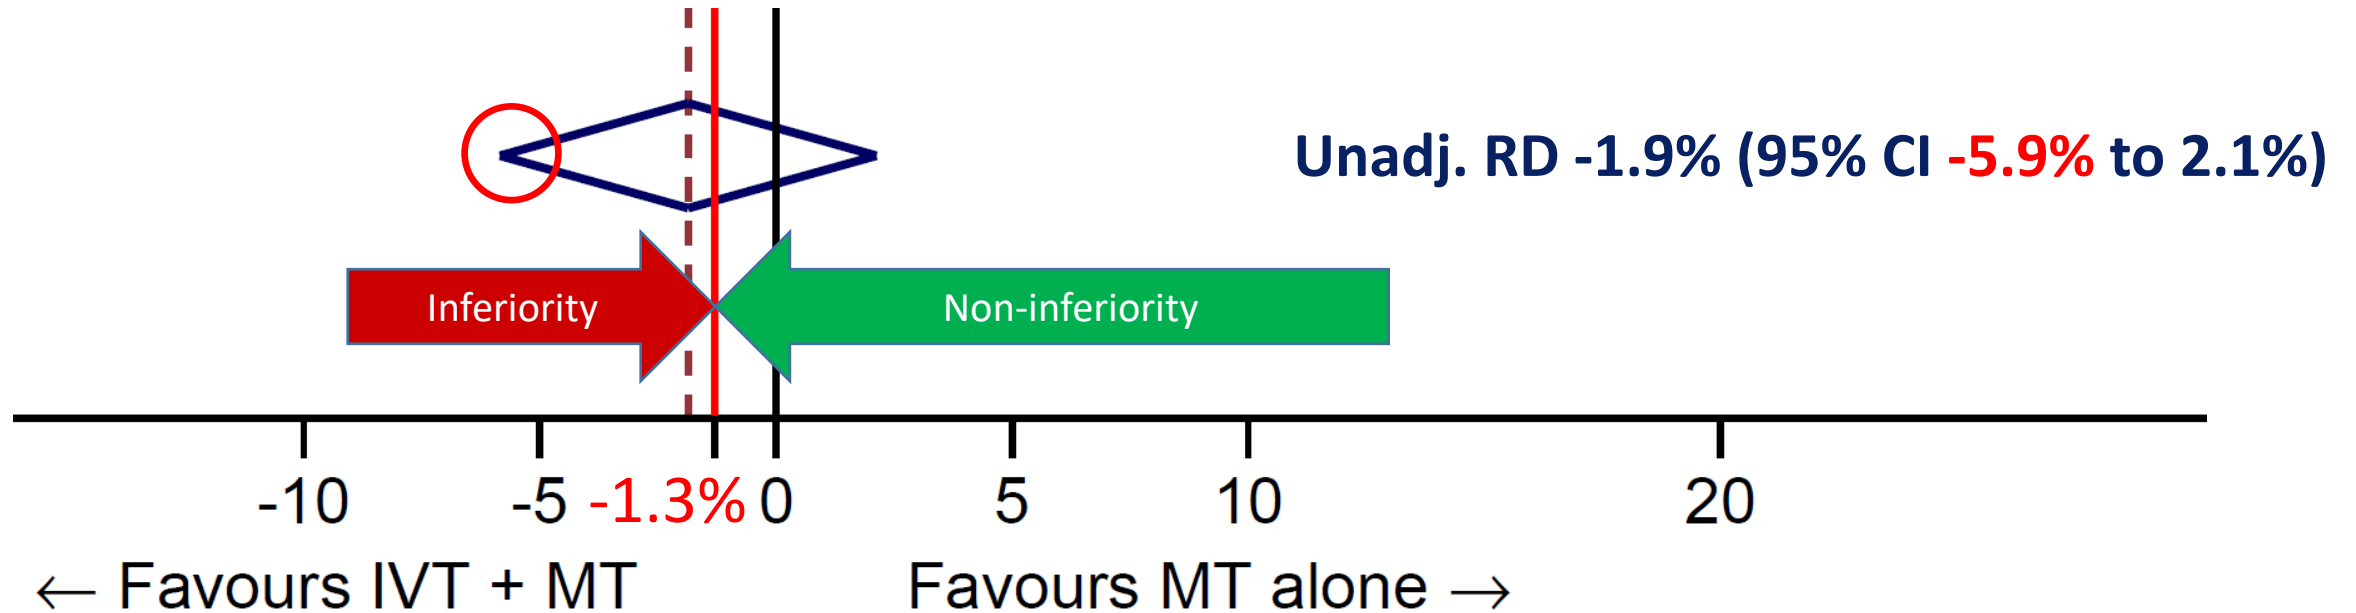 Unadj. RD -1.9% (95% CI -5.9% to 2.1%)
Inferiority Non-inferiority
-10 -5 -1.3% 0 5 10 20
← Favours IVT + MT Favours MT alone →